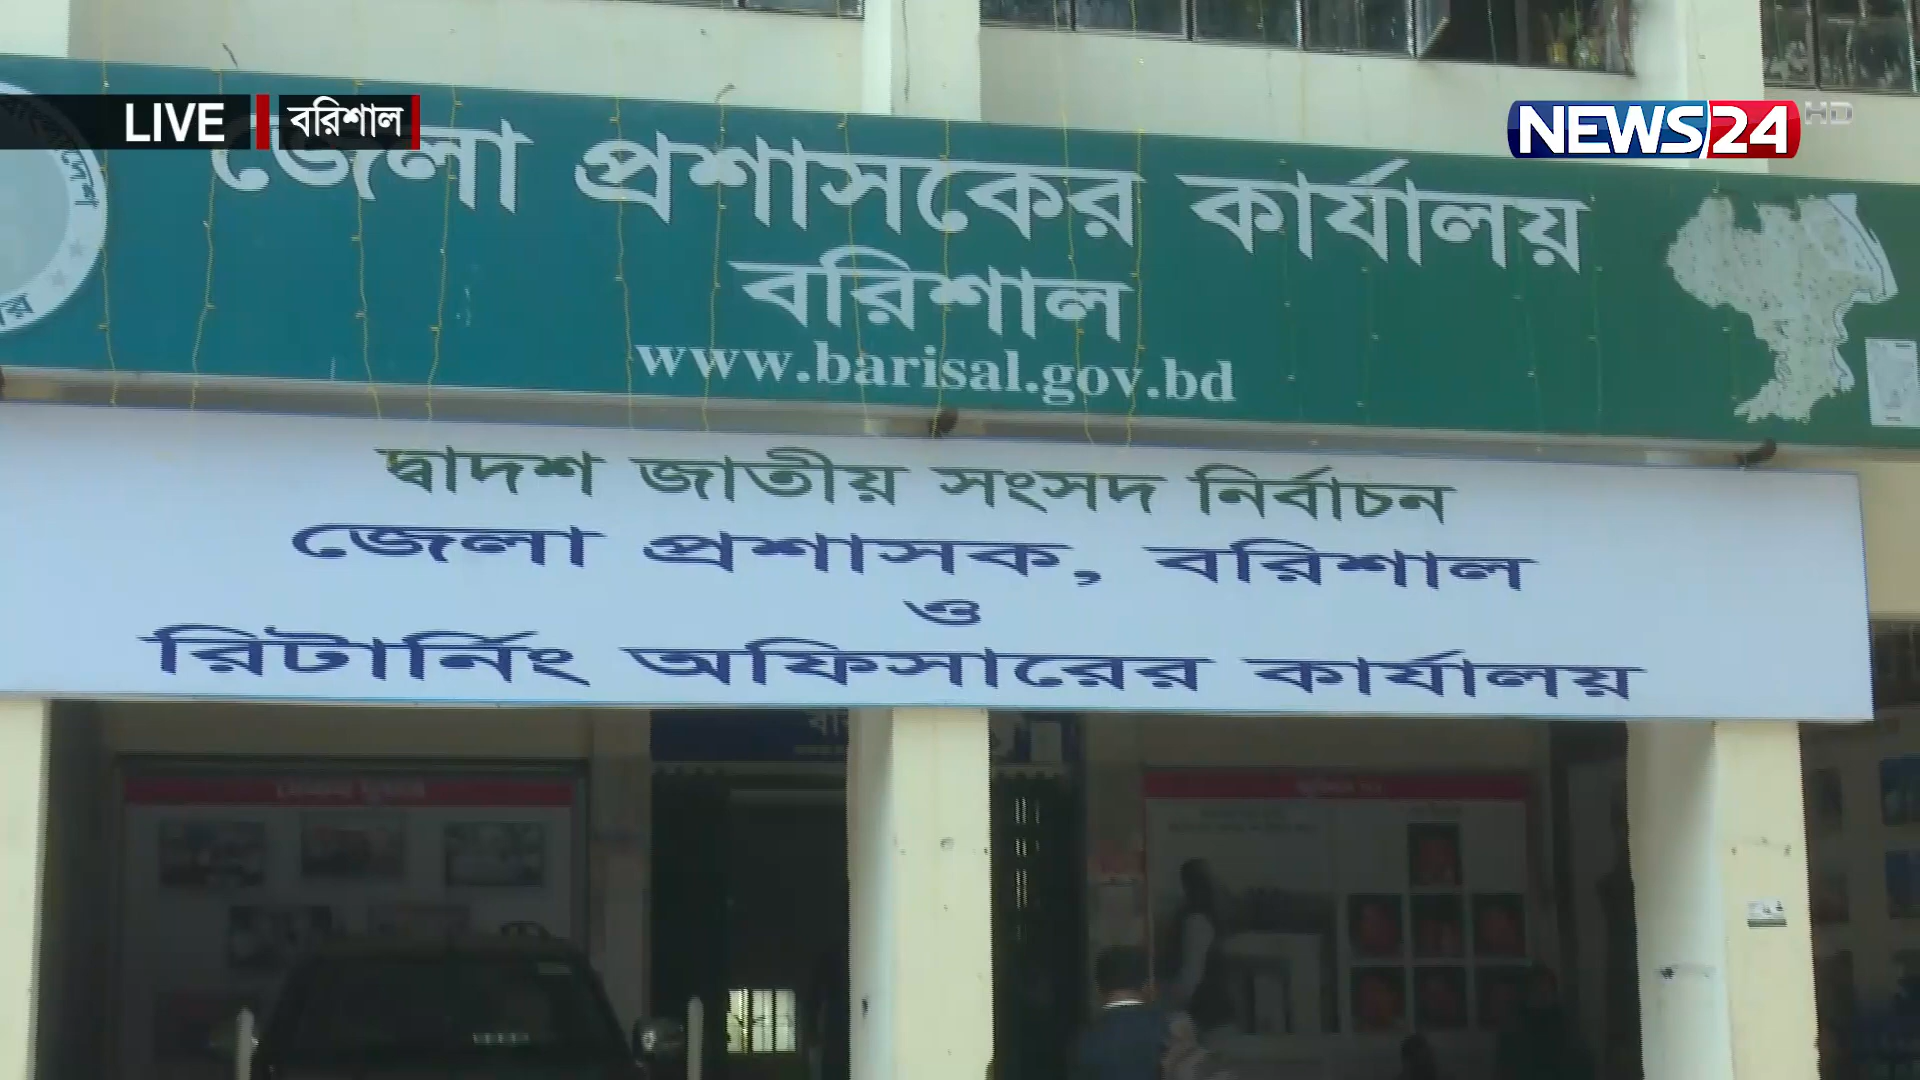 LIVE বরিশাল
NEWS24 HD
জেলা প্রশাসকের কার্যালয়
বরিশাল
www.barisal.gov.bd
দ্বাদশ জাতীয় সংসদ নির্বাচন
জেলা প্রশাসক, বরিশাল
ও
রিটার্নিং অফিসারের কার্যালয়